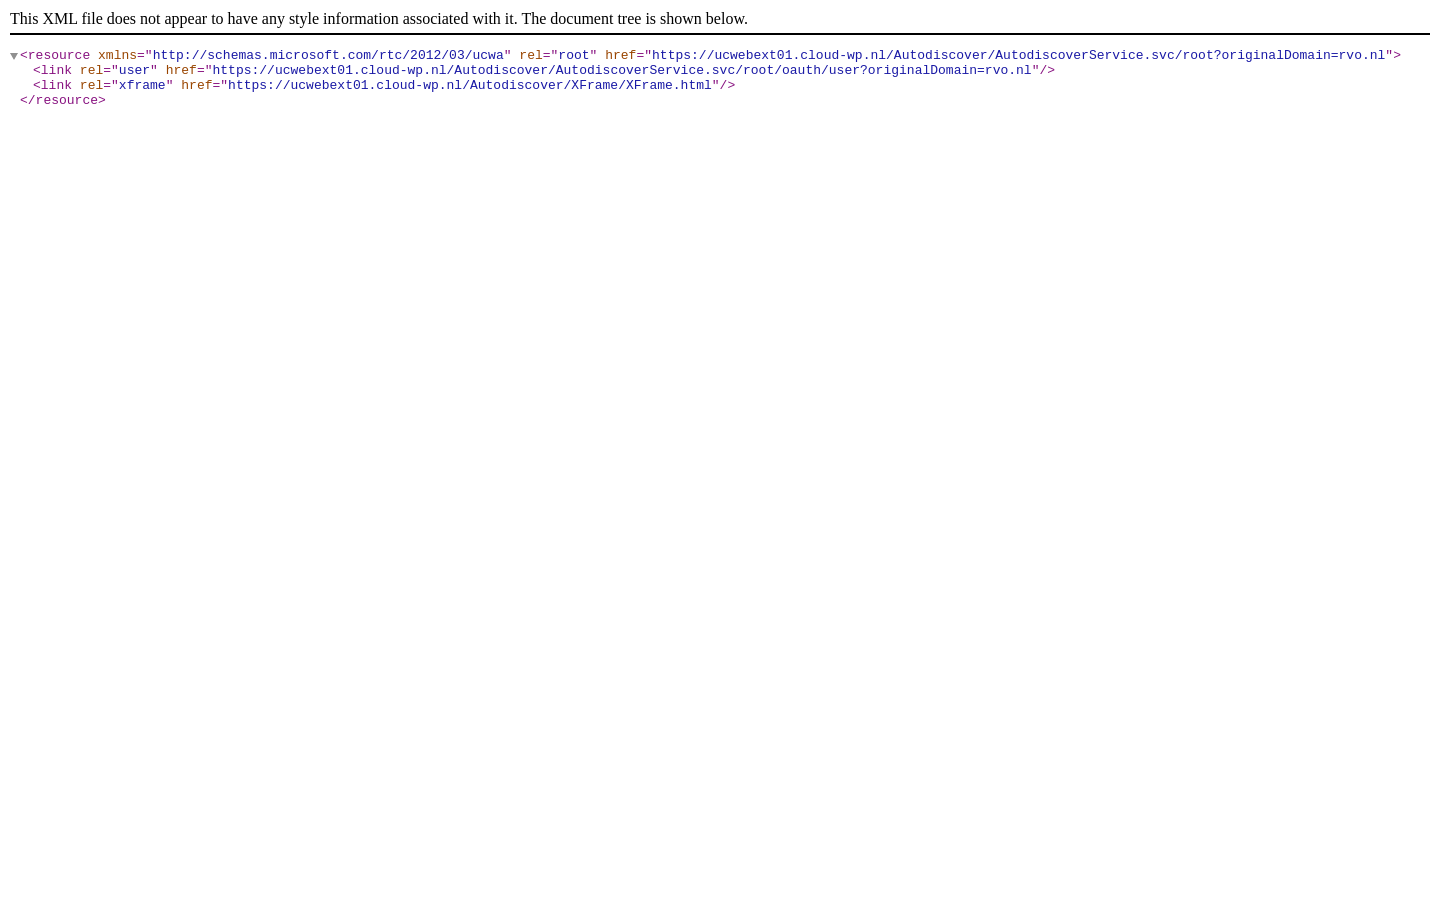 This XML file does not appear to have any style information associated with it. The document tree is shown below.
<resource xmlns="http://schemas.microsoft.com/rtc/2012/03/ucwa" rel="root" href="https://ucwebext01.cloud-wp.nl/Autodiscover/AutodiscoverService.svc/root?originalDomain=rvo.nl">
<link rel="user" href="https://ucwebext01.cloud-wp.nl/Autodiscover/AutodiscoverService.svc/root/oauth/user?originalDomain=rvo.nl"/>
<link rel="xframe" href="https://ucwebext01.cloud-wp.nl/Autodiscover/XFrame/XFrame.html"/>
</resource>